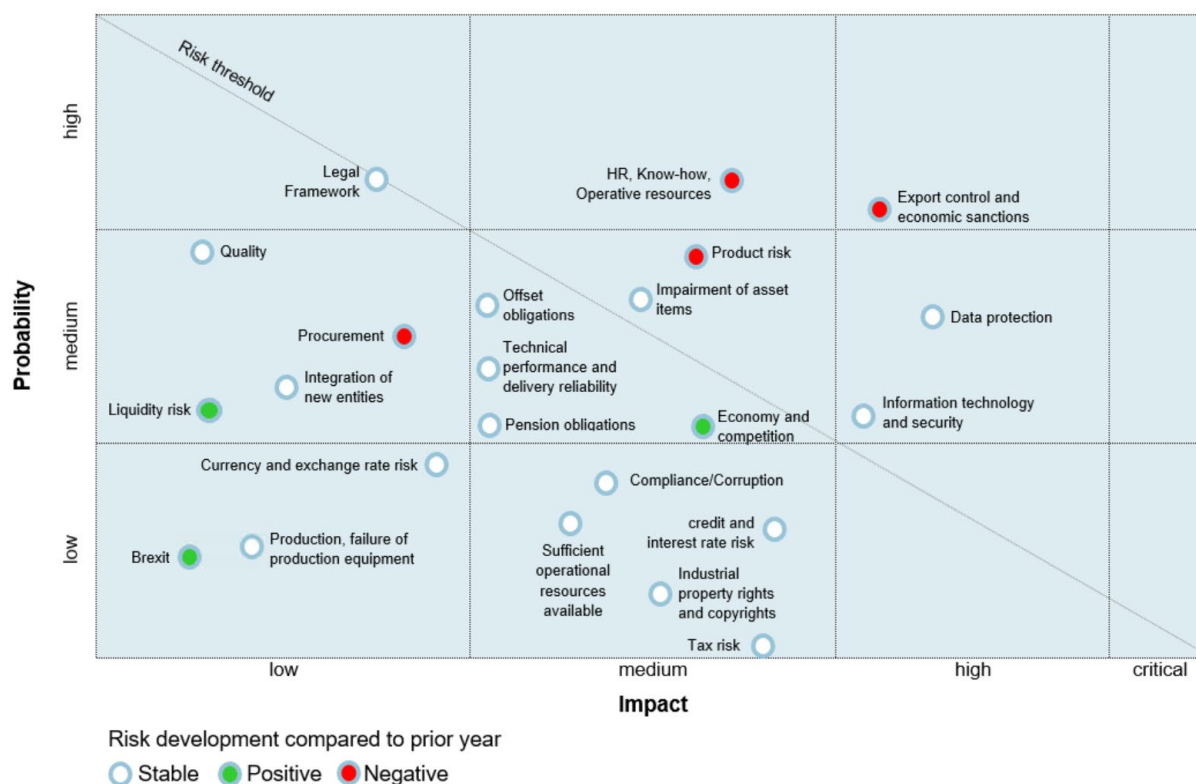 Risk threshold
high
Legal
Framework
HR, Know-how,
Operative resources
Export control and
economic sanctions
Probability
medium
Quality
Product risk
Offset
obligations
Impairment of asset
items
Data protection
Procurement
Technical
performance and
delivery reliability
Integration of
new entities
Liquidity risk
Pension obligations
Economy and
competition
Information technology
and security
low
Currency and exchange rate risk
Compliance/Corruption
Brexit
Production, failure of
production equipment
Sufficient
operational
resources
available
credit and
interest rate risk
Industrial
property rights
and copyrights
Tax risk
low
medium
high
critical
Impact
Risk development compared to prior year
Stable
Positive
Negative